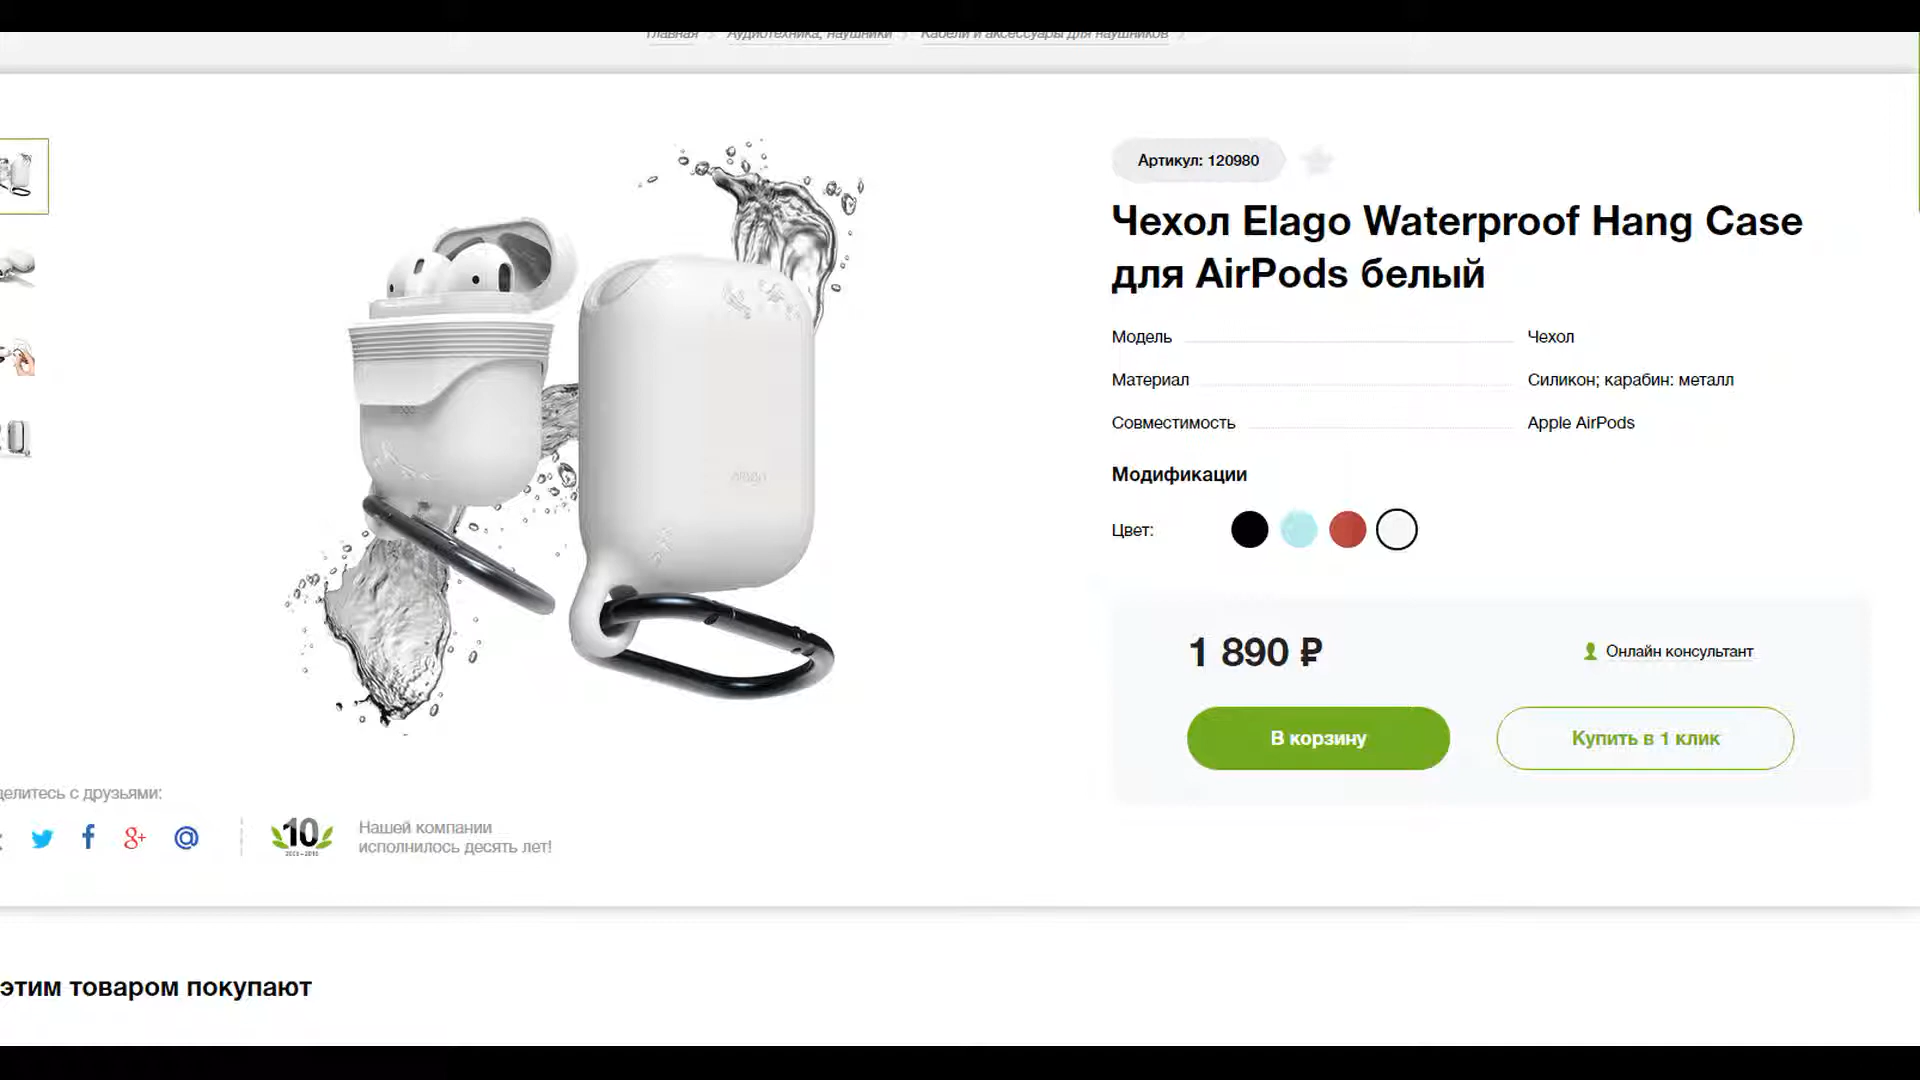 Главная
Аудиотехника, наушники
Кабели и аксессуары для наушников
Артикул: 120980
Чехол Elago Waterproof Hang Case
для AirPods белый
Модель Чехол
Материал Силикон; карабин: металл
Совместимость Apple AirPods
Модификации
Цвет:
1 890 ₽
Онлайн консультант
В корзину
Купить в 1 клик
elago
делитесь с друзьями:
10
Нашей компании
исполнилось десять лет!
этим товаром покупают